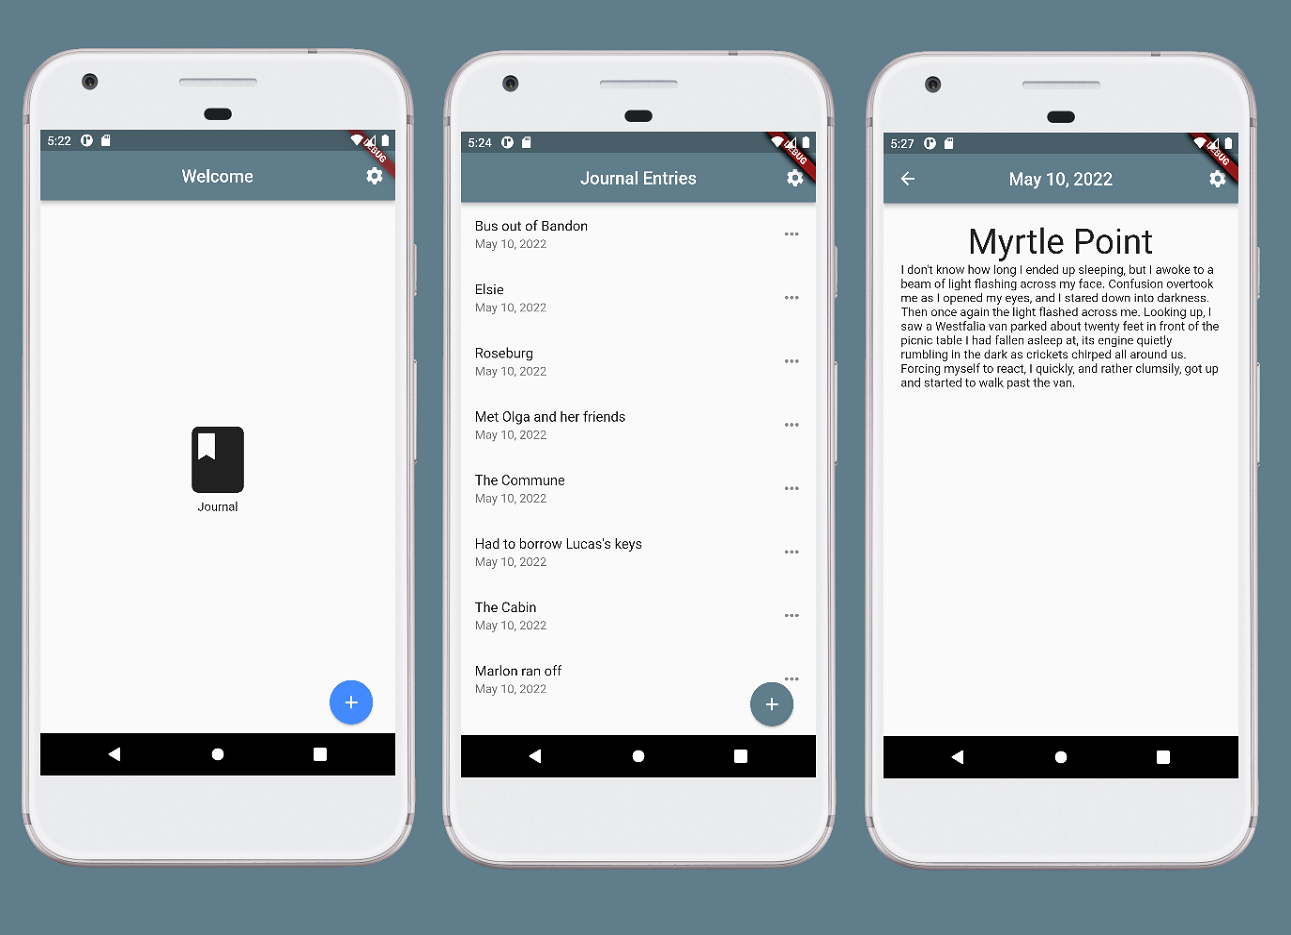 5:22
DEBUG
Welcome
Journal
5:24
DEBUG
Journal Entries
Bus out of Bandon
May 10, 2022
Elsie
May 10, 2022
Roseburg
May 10, 2022
Met Olga and her friends
May 10, 2022
The Commune
May 10, 2022
Had to borrow Lucas's keys
May 10, 2022
The Cabin
May 10, 2022
Marlon ran off
May 10, 2022
5:27
DEBUG
May 10, 2022
Myrtle Point
I don't know how long I ended up sleeping, but I awoke to a
beam of light flashing across my face. Confusion overtook
me as I opened my eyes, and I stared down into darkness.
Then once again the light flashed across me. Looking up, I
saw a Westfalia van parked about twenty feet in front of the
picnic table I had fallen asleep at, its engine quietly
rumbling in the dark as crickets chirped all around us.
Forcing myself to react, I quickly, and rather clumsily, got up
and started to walk past the van.